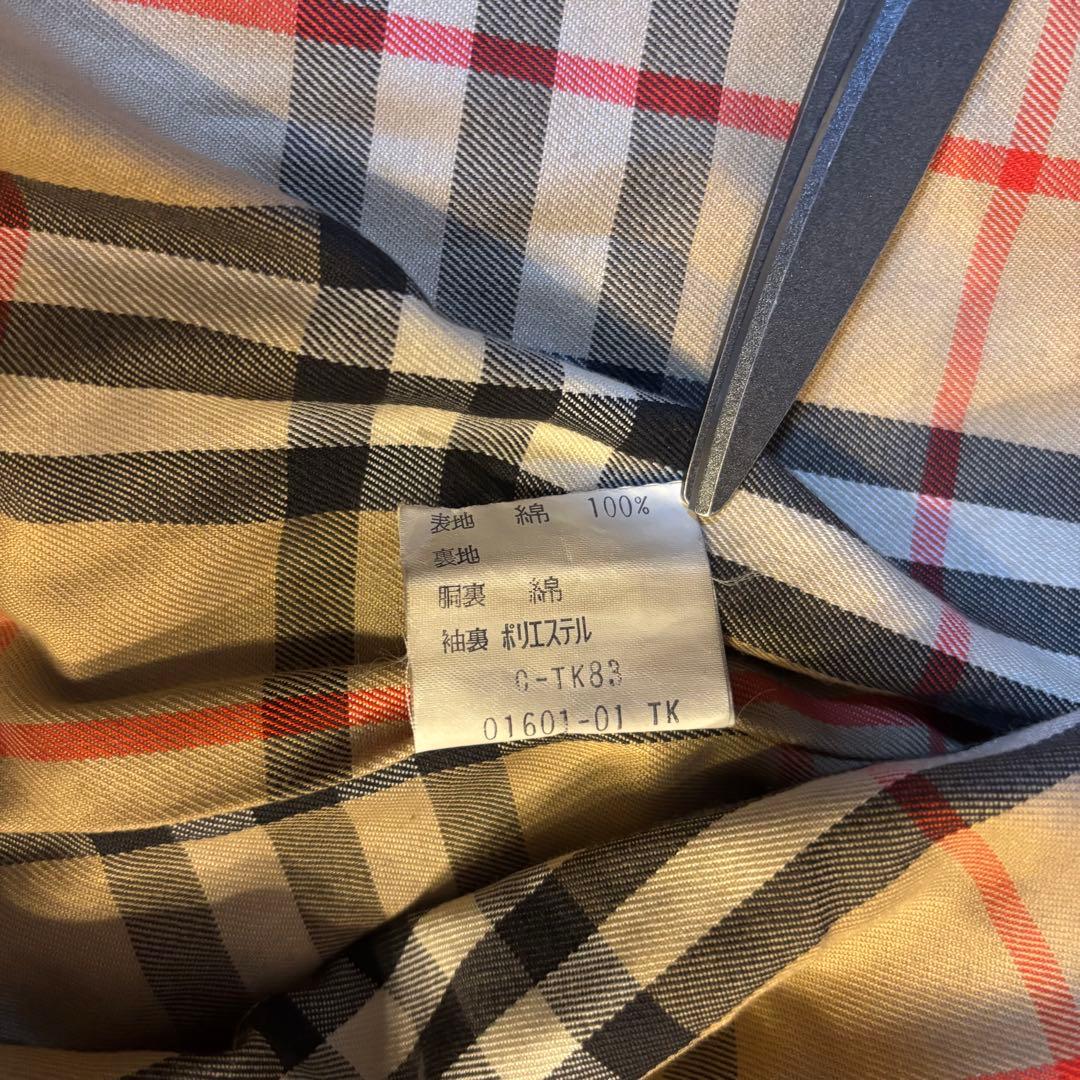 表地 綿 100%
裏地
胴裏 綿
袖裏 ポリエステル
C-TK83
01601-01 TK